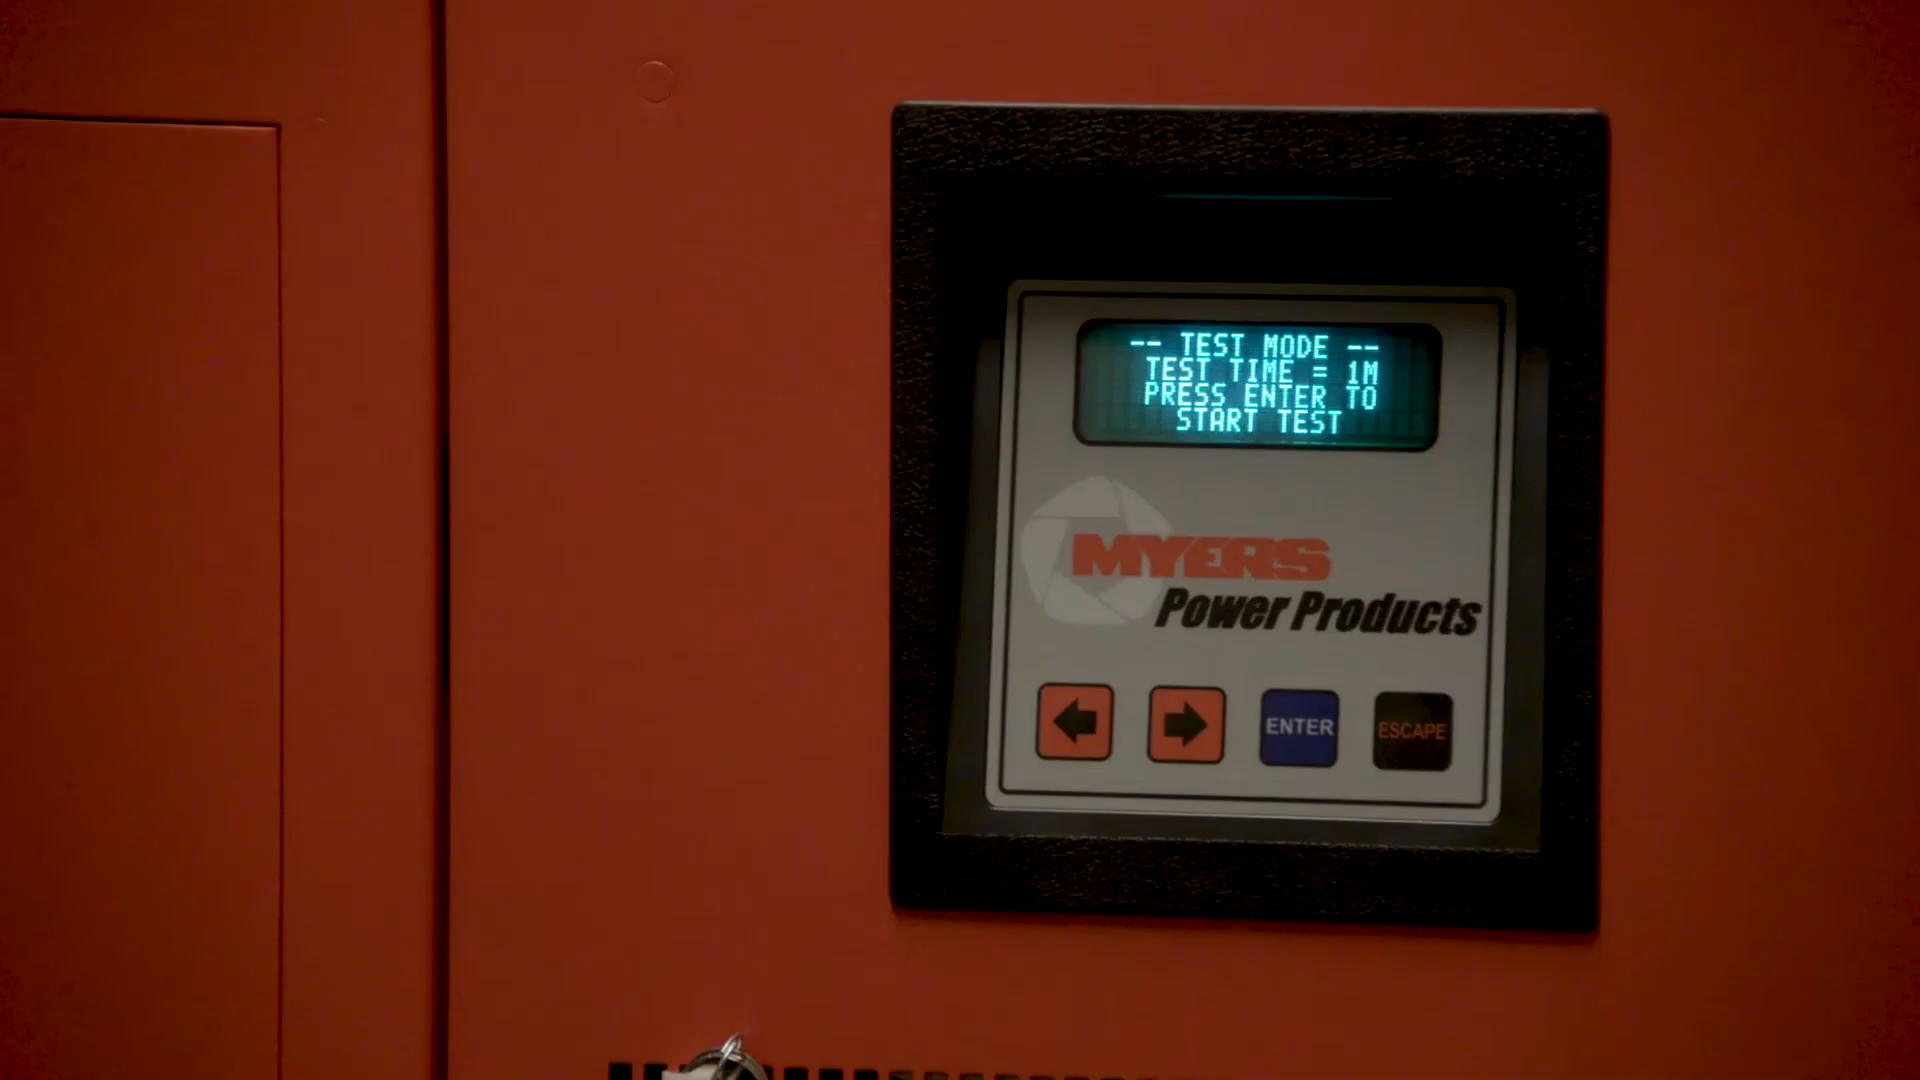 -- TEST MODE --
TEST TIME = 1M
PRESS ENTER TO
START TEST
MYERS
Power Products
ENTER
ESCAPE